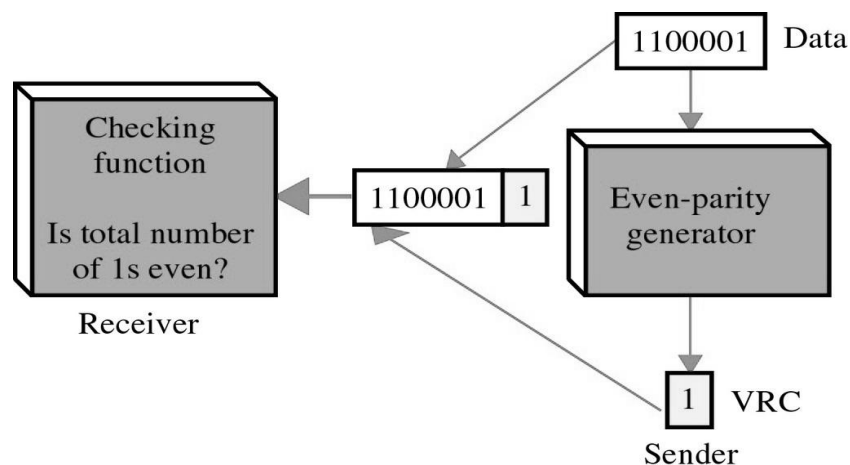 1100001 Data
Checking
function
Is total number
of 1s even?
Receiver
1100001 1
Even-parity
generator
1 VRC
Sender